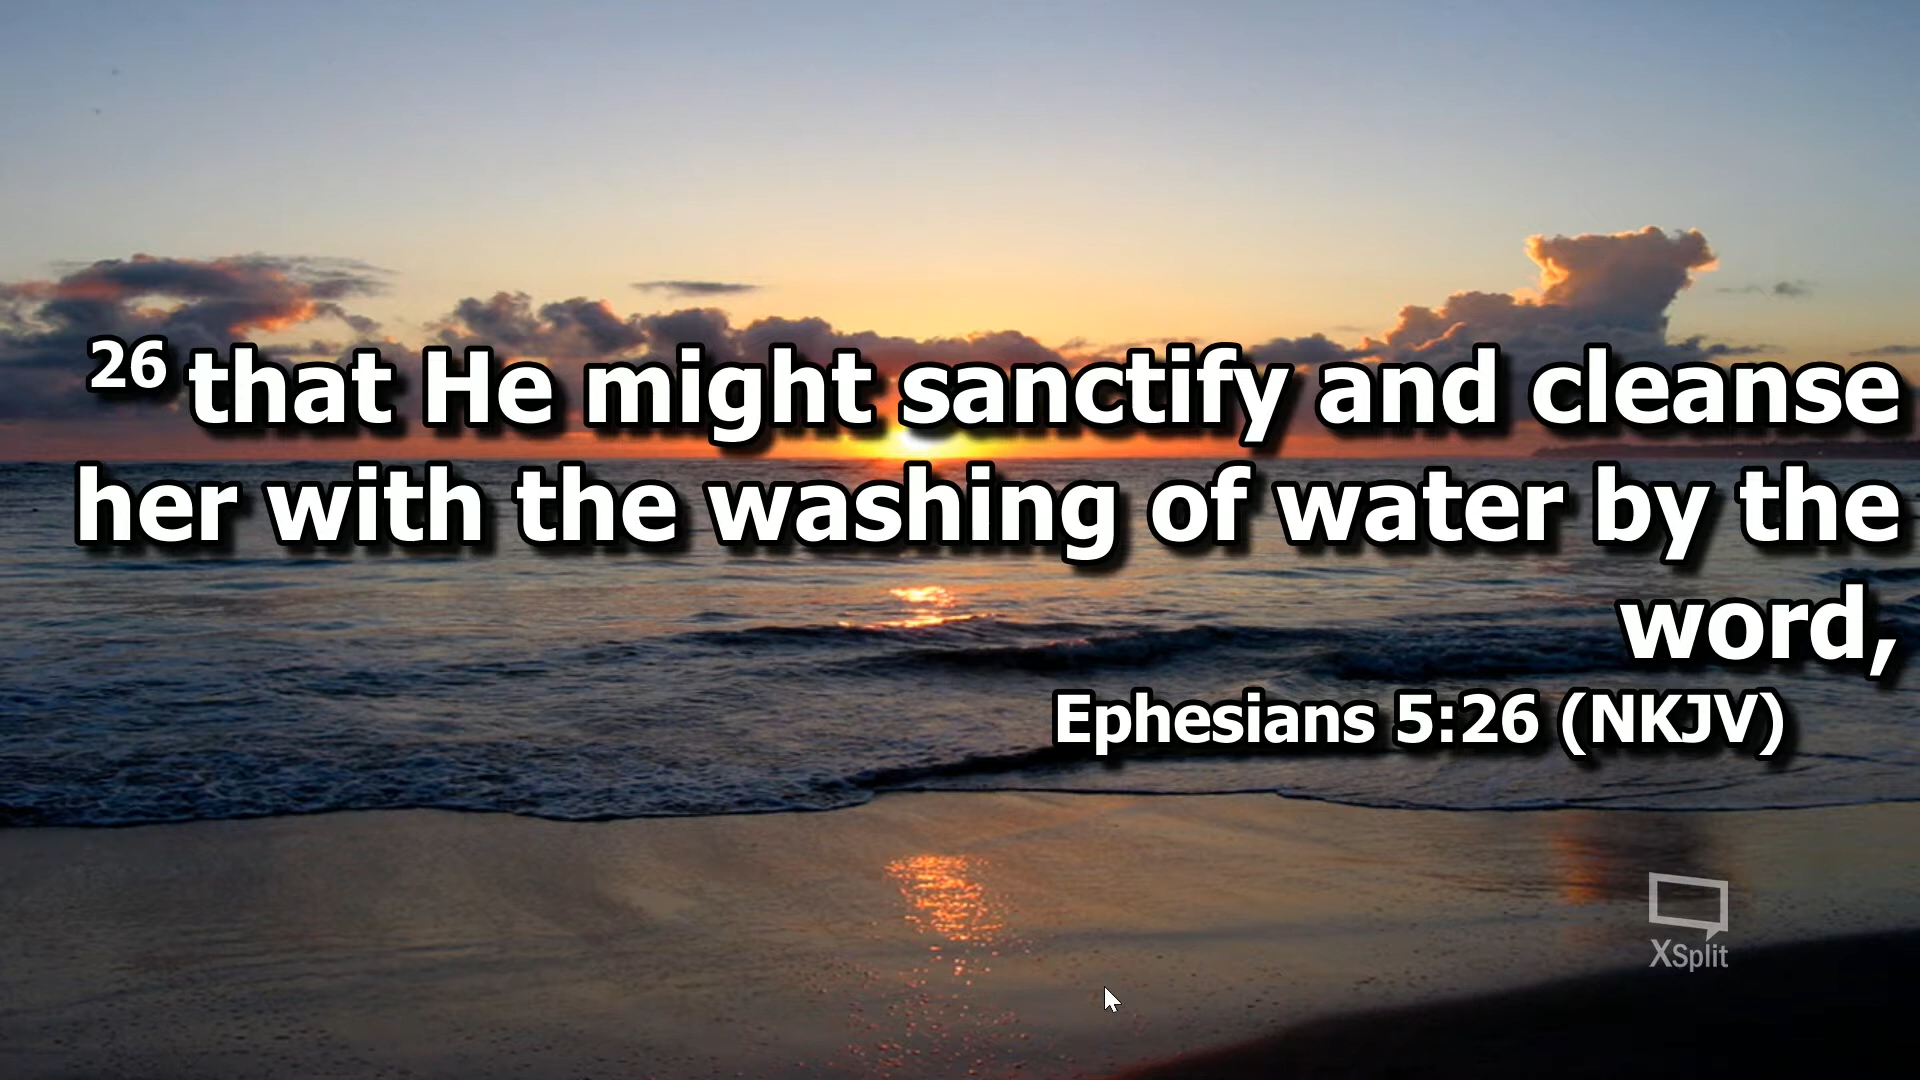 26 that He might sanctify and cleanse
her with the washing of water by the
word,
Ephesians 5:26 (NKJV)
XSplit